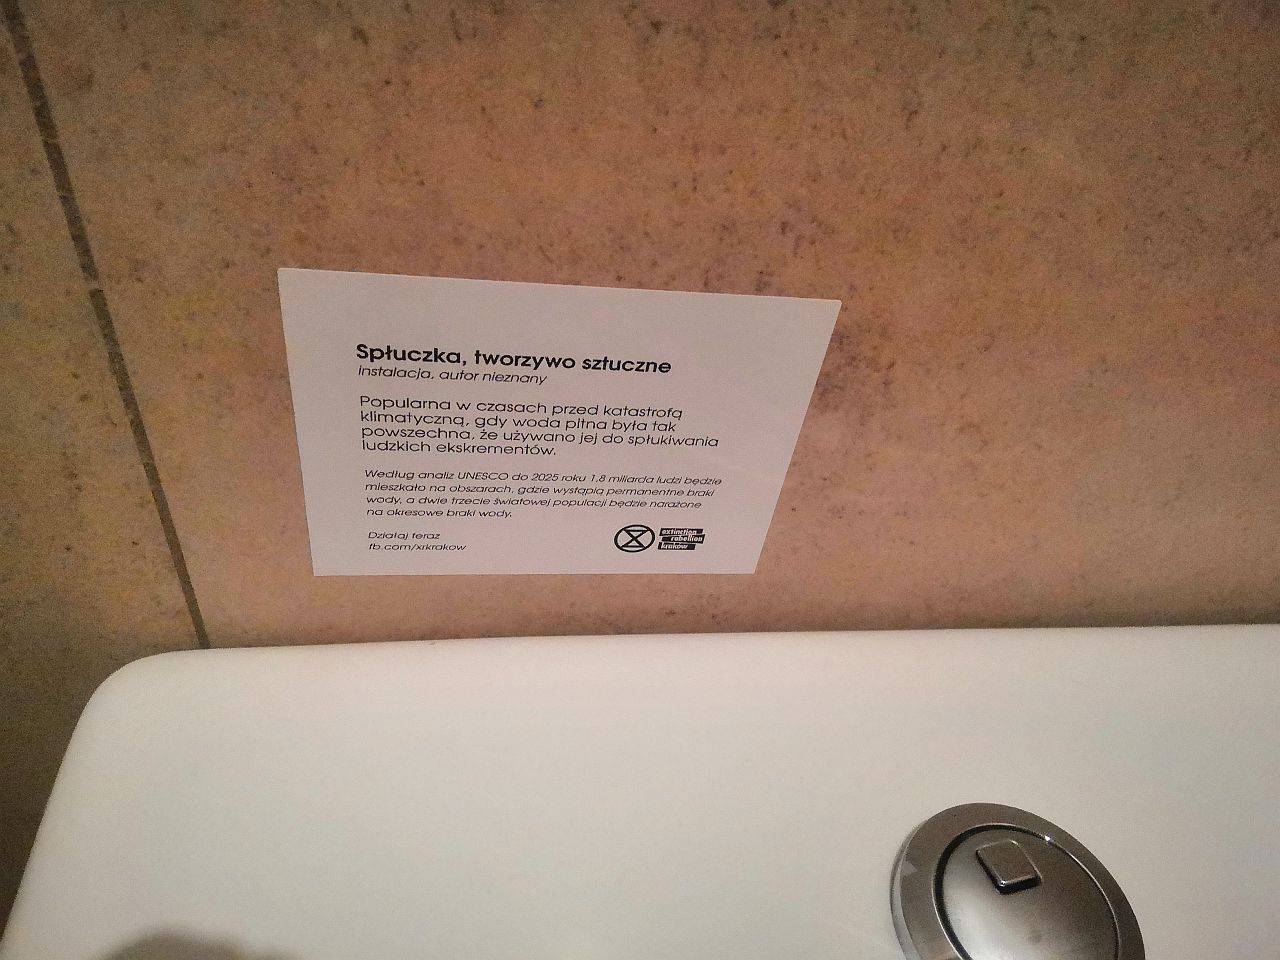 Spłuczka, tworzywo sztuczne
instalacja, autor nieznany
Popularna w czasach przed katastrofą
klimatyczną, gdy woda pitna była tak
powszechna, że używano jej do spłukiwania
ludzkich ekskrementów.
Według analiz UNESCO do 2025 roku 1,8 miliarda ludzi będzie
mieszkało na obszarach, gdzie wystąpią permanentne braki
wody, a dwie trzecie światowej populacji będzie narażone
na okresowe braki wody.
Działaj teraz
fb.com/xrkrakow
extinction
rebellion
kraków